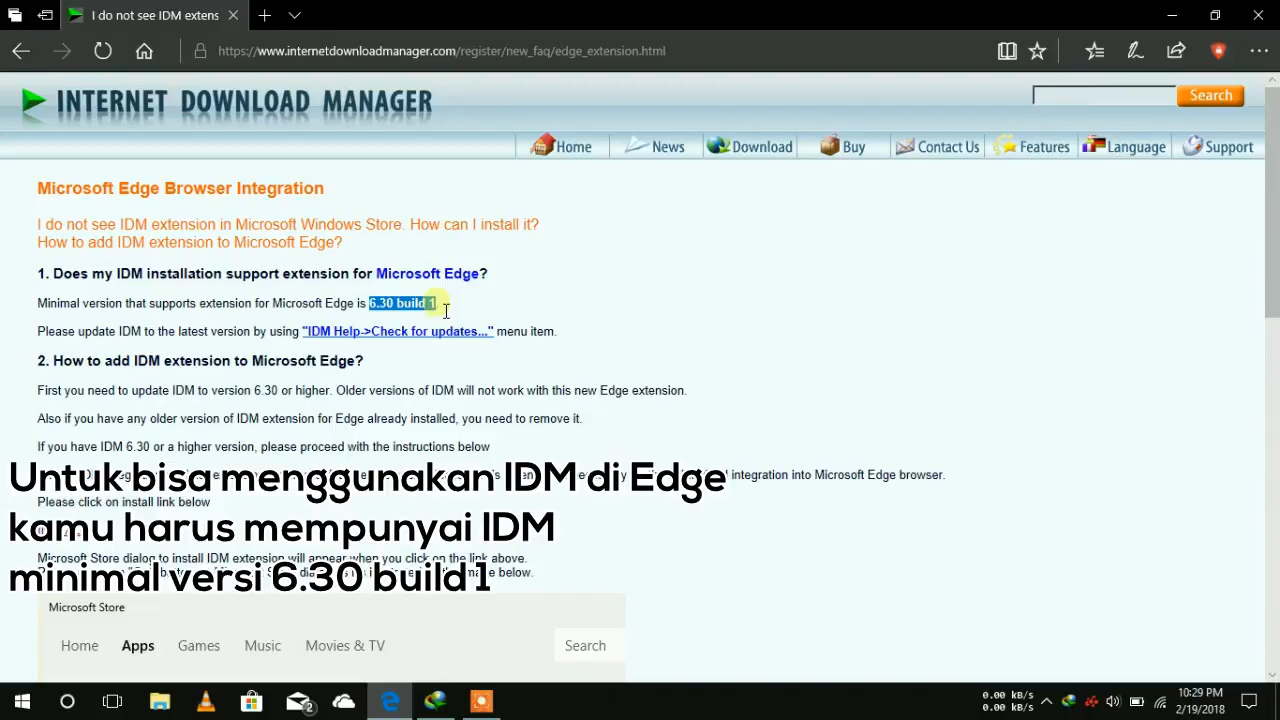 I do not see IDM extens
https://www.internetdownloadmanager.com/register/new_faq/edge_extension.html
INTERNET DOWNLOAD MANAGER
Search
Home News Download Buy Contact Us Features Language Support
Microsoft Edge Browser Integration
I do not see IDM extension in Microsoft Windows Store. How can I install it?
How to add IDM extension to Microsoft Edge?
1. Does my IDM installation support extension for Microsoft Edge?
Minimal version that supports extension for Microsoft Edge is 6.30 build 1
Please update IDM to the latest version by using "IDM Help->Check for updates..." menu item.
2. How to add IDM extension to Microsoft Edge?
First you need to update IDM to version 6.30 or higher. Older versions of IDM will not work with this new Edge extension.
Also if you have any older version of IDM extension for Edge already installed, you need to remove it.
If you have IDM 6.30 or a higher version, please proceed with the instructions below
integration into Microsoft Edge browser.
Untuk bisa menggunakan IDM di Edge
Please click on install link below
kamu harus mempunyai IDM
Microsoft Store dialog to install IDM extension will appear when you click on the link above.
minimal versi 6.30 build 1
below.
Microsoft Store
Home Apps Games Music Movies & TV Search
2
0.00 kB/s
0.00 kB/s
10:29 PM
2/19/2018